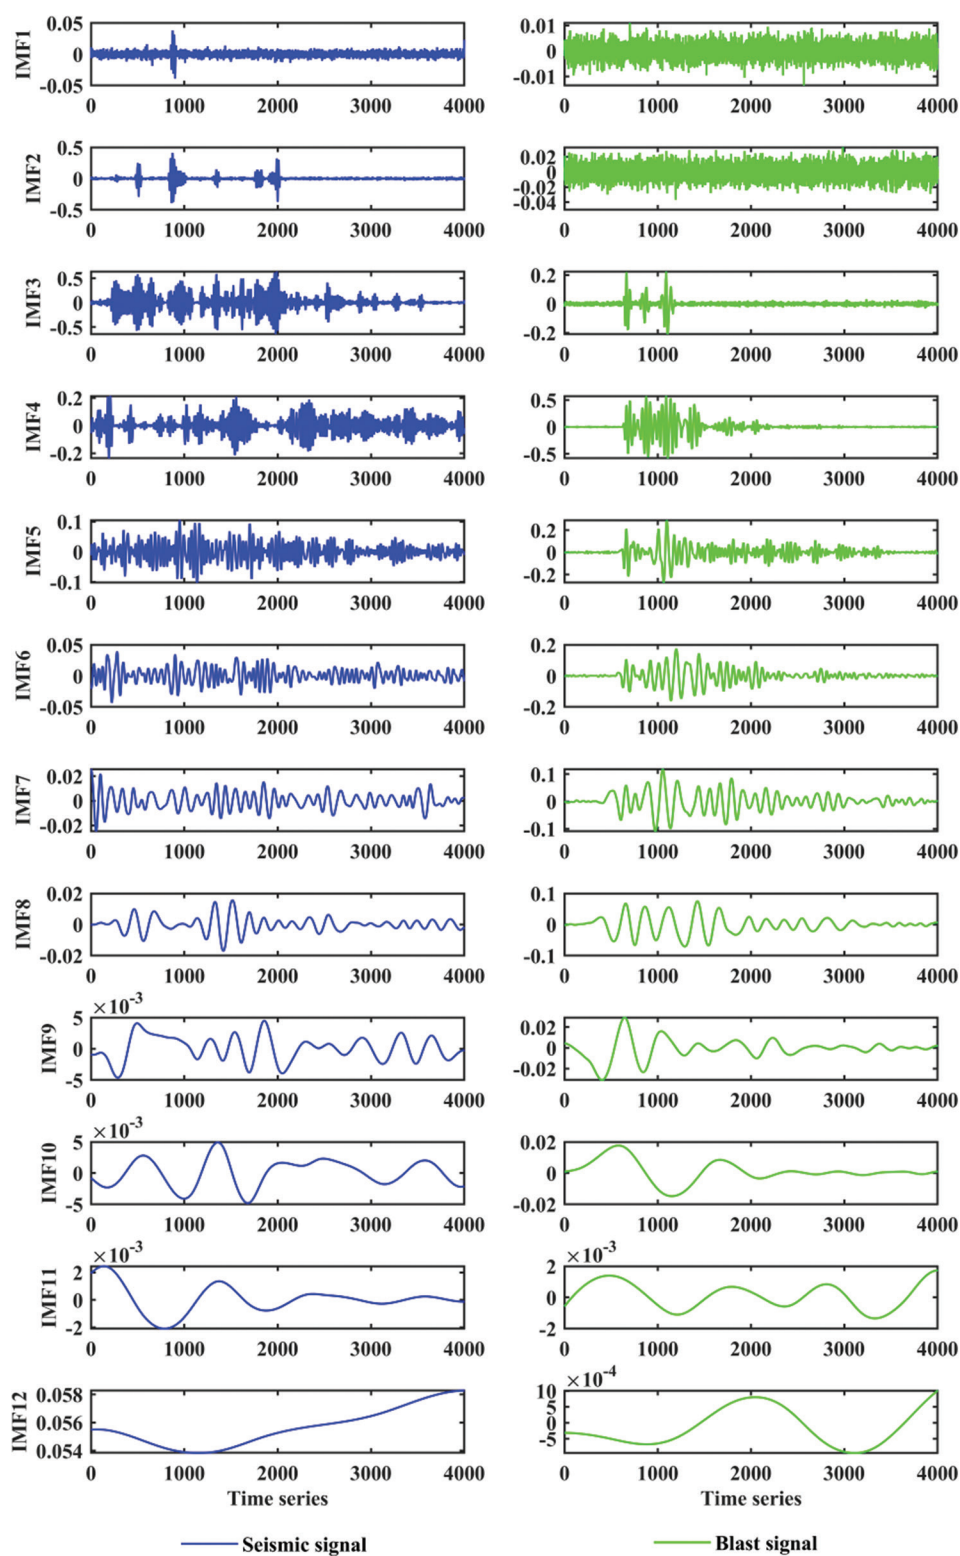 0.05 0.01
IMF1 0 0
-0.05 -0.01
0 1000 2000 3000 4000 0 1000 2000 3000 4000
0.5 0.02
IMF2 0 0
-0.02
-0.5 -0.04
0 1000 2000 3000 4000 0 1000 2000 3000 4000
0.5 0.2
IMF3 0 0
-0.5 -0.2
0 1000 2000 3000 4000 0 1000 2000 3000 4000
0.2 0.5
IMF4 0 0
-0.2 -0.5
0 1000 2000 3000 4000 0 1000 2000 3000 4000
0.1 0.2
IMF5 0 0
-0.1 -0.2
0 1000 2000 3000 4000 0 1000 2000 3000 4000
0.05 0.2
IMF6 0 0
-0.05 -0.2
0 1000 2000 3000 4000 0 1000 2000 3000 4000
0.02 0.1
IMF7 0 0
-0.02 -0.1
0 1000 2000 3000 4000 0 1000 2000 3000 4000
0.02 0.1
IMF8 0 0
-0.02 -0.1
0 1000 2000 3000 4000 0 1000 2000 3000 4000
×10⁻³
5 0.02
IMF9 0 0
-5 -0.02
0 1000 2000 3000 4000 0 1000 2000 3000 4000
×10⁻³
5 0.02
IMF10 0 0
-5 -0.02
0 1000 2000 3000 4000 0 1000 2000 3000 4000
×10⁻³ ×10⁻³
2 2
IMF11 0 0
-2 -2
0 1000 2000 3000 4000 0 1000 2000 3000 4000
×10⁻⁴
0.058 10
5
IMF12 0.056 0
0.054 -5
0 1000 2000 3000 4000 0 1000 2000 3000 4000
Time series Time series
Seismic signal Blast signal